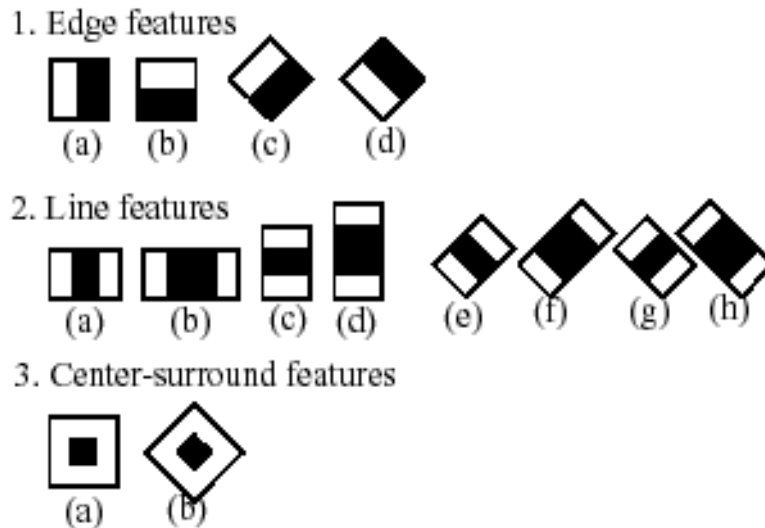 1. Edge features
(a) (b) (c) (d)
2. Line features
(a) (b) (c) (d) (e) (f) (g) (h)
3. Center-surround features
(a) (b)